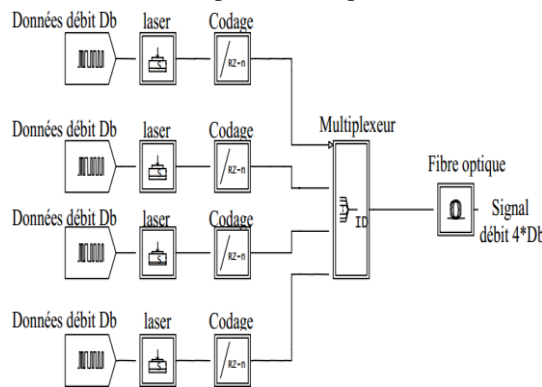 Données débit Db laser Codage
RZ-n
Données débit Db laser Codage
RZ-n
Multiplexeur
ID
Fibre optique
Signal
débit 4*Db
Données débit Db laser Codage
RZ-n
Données débit Db laser Codage
RZ-n